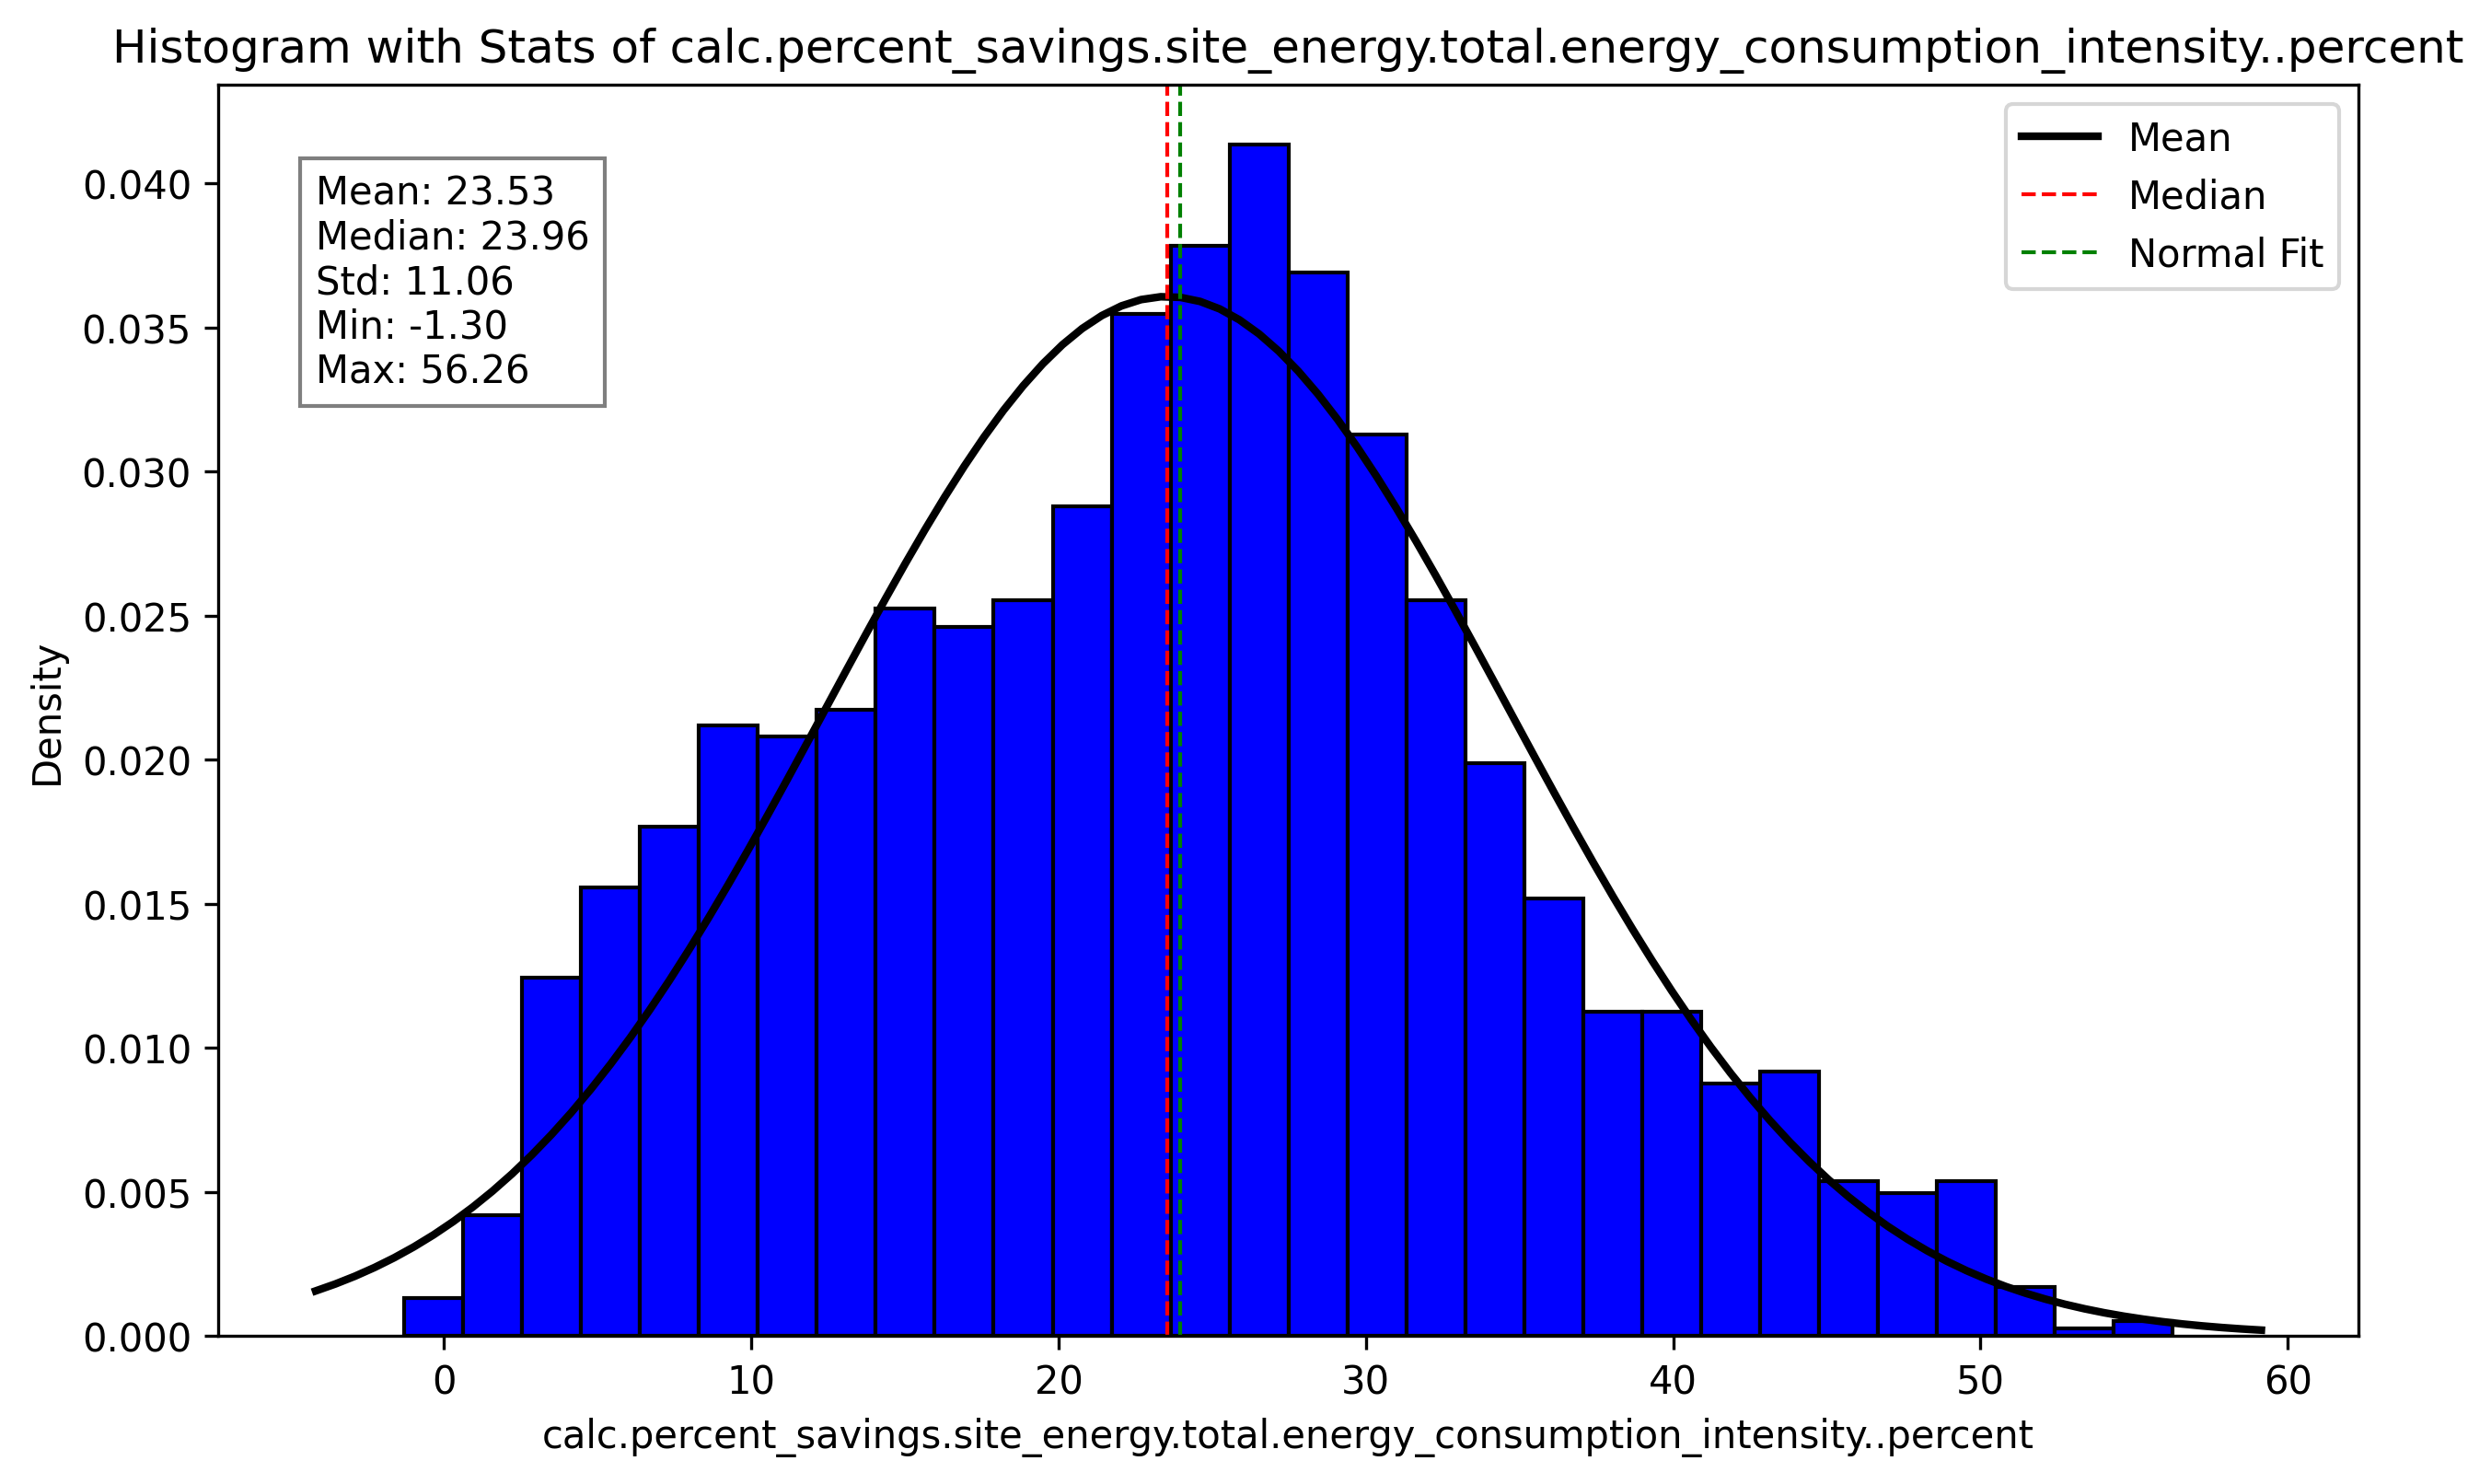 Histogram with Stats of calc.percent_savings.site_energy.total.energy_consumption_intensity..percent
Mean: 23.53
Median: 23.96
Std: 11.06
Min: -1.30
Max: 56.26
Mean
Median
Normal Fit
Density
0.040
0.035
0.030
0.025
0.020
0.015
0.010
0.005
0.000
0 10 20 30 40 50 60
calc.percent_savings.site_energy.total.energy_consumption_intensity..percent